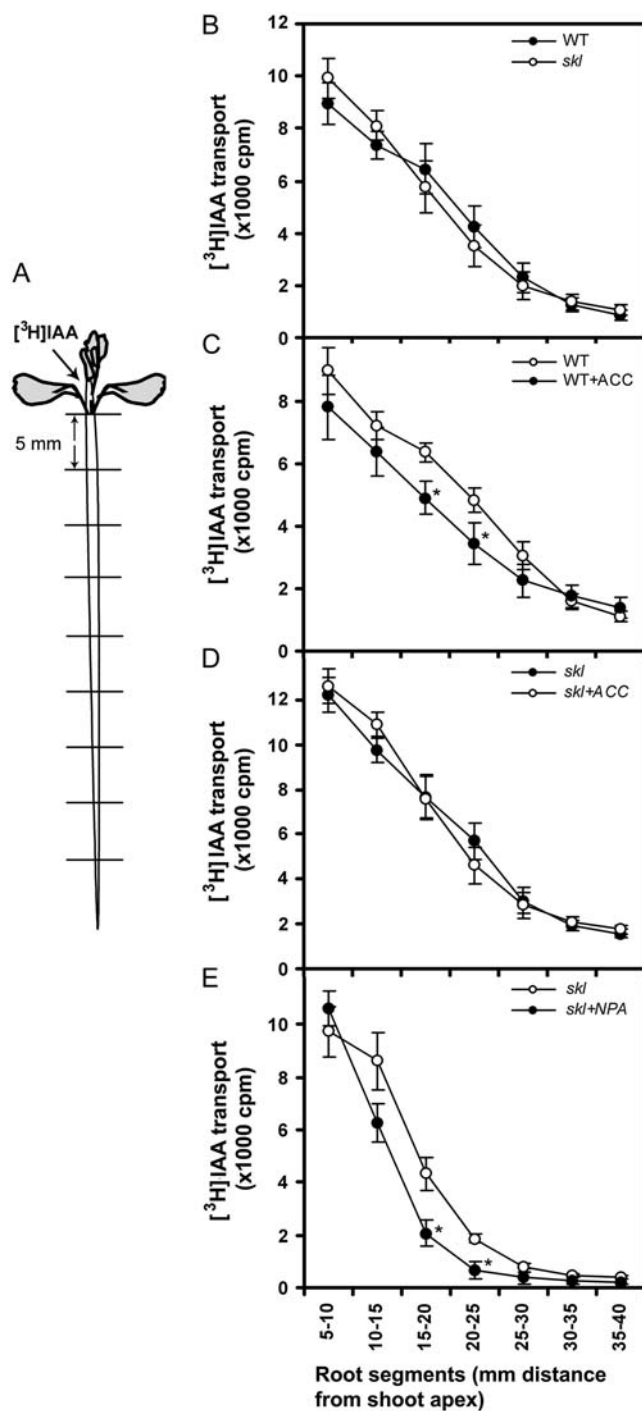 A
[3H]IAA
5 mm
B
WT
skl
[3H]IAA transport
(x1000 cpm)
12
10
8
6
4
2
0
C
WT
WT+ACC
[3H]IAA transport
(x1000 cpm)
8
6
4
2
0
*
*
D
skl
skl+ACC
[3H]IAA transport
(x1000 cpm)
12
10
8
6
4
2
0
E
skl
skl+NPA
[3H]IAA transport
(x1000 cpm)
10
8
6
4
2
0
*
*
5-10
10-15
15-20
20-25
25-30
30-35
35-40
Root segments (mm distance
from shoot apex)